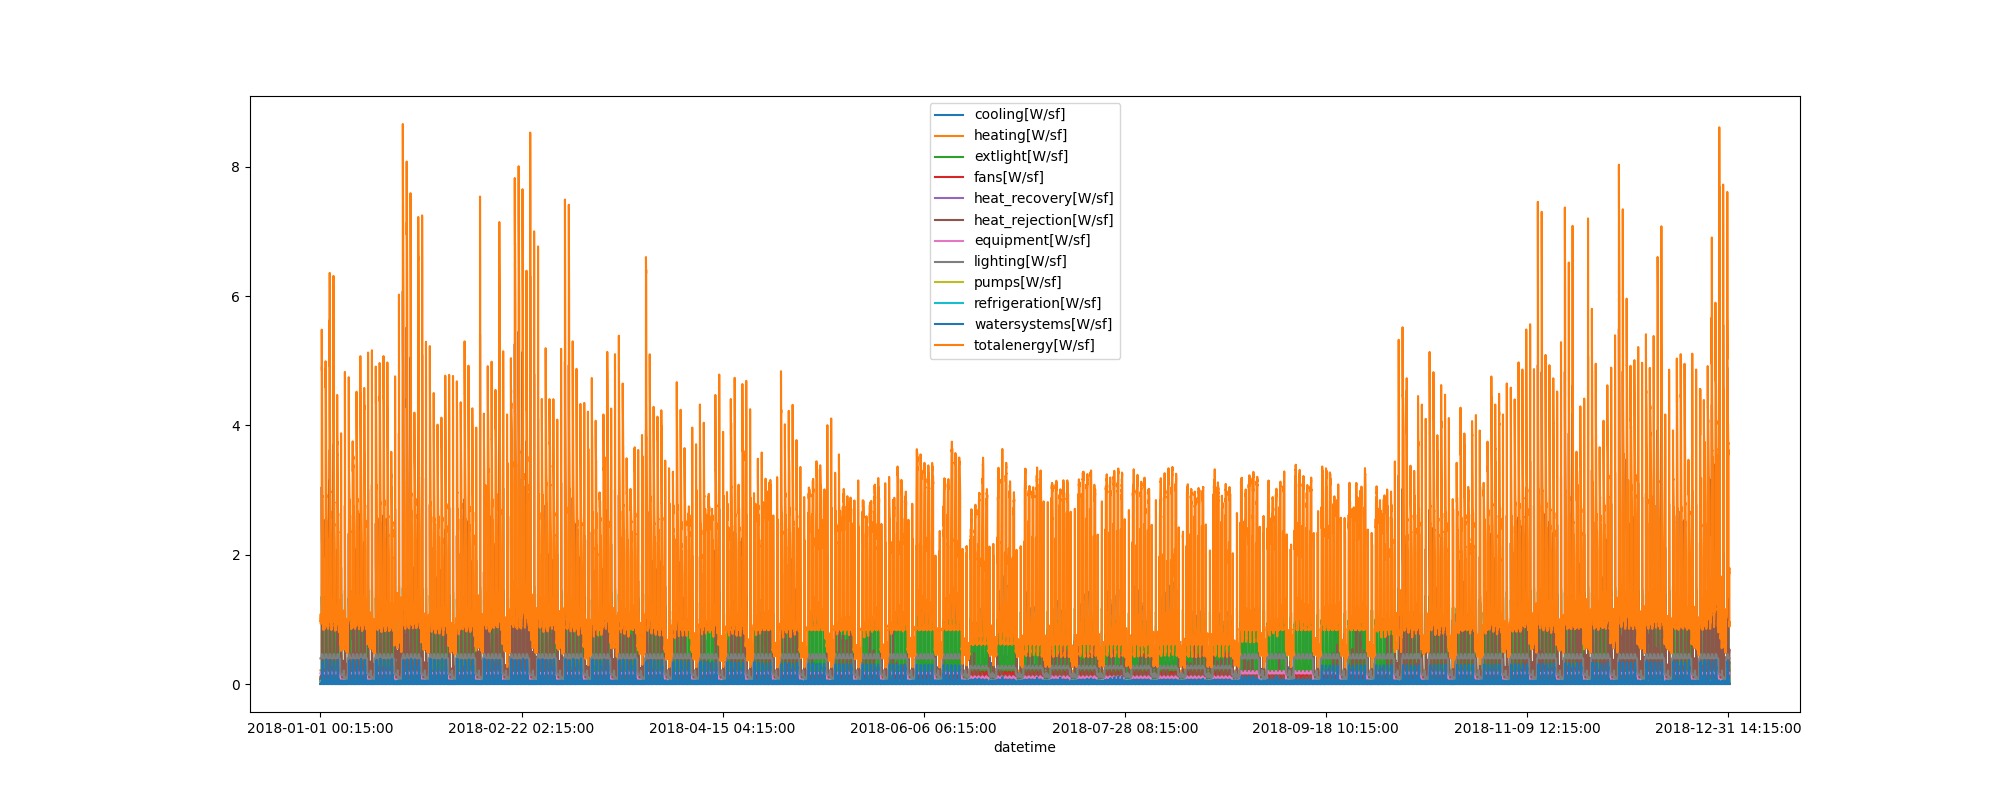 cooling[W/sf]
heating[W/sf]
extlight[W/sf]
fans[W/sf]
heat_recovery[W/sf]
heat_rejection[W/sf]
equipment[W/sf]
lighting[W/sf]
pumps[W/sf]
refrigeration[W/sf]
watersystems[W/sf]
totalenergy[W/sf]
8
6
4
2
0
2018-01-01 00:15:00 2018-02-22 02:15:00 2018-04-15 04:15:00 2018-06-06 06:15:00 2018-07-28 08:15:00 2018-09-18 10:15:00 2018-11-09 12:15:00 2018-12-31 14:15:00
datetime